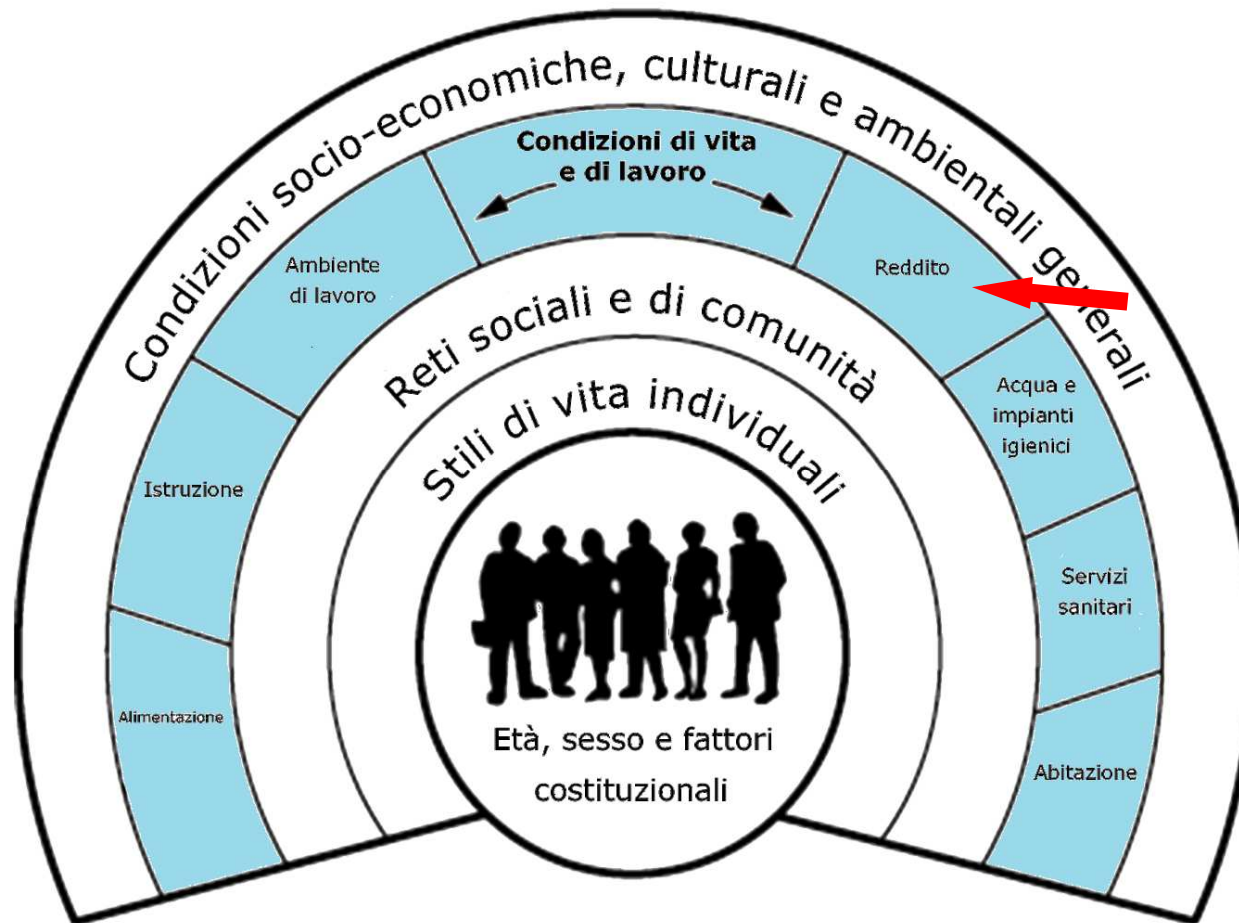 Condizioni socio-economiche, culturali e ambientali generali
Condizioni di vita
e di lavoro
Ambiente
di lavoro
Reddito
Istruzione
Acqua e
impianti
igienici
Alimentazione
Servizi
sanitari
Abitazione
Reti sociali e di comunità
Stili di vita individuali
Età, sesso e fattori
costituzionali